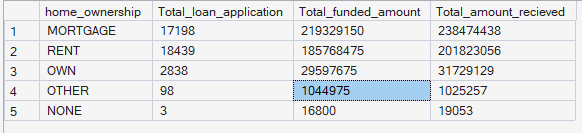 home_ownership Total_loan_application Total_funded_amount Total_amount_recieved
1 MORTGAGE 17198 219329150 238474438
2 RENT 18439 185768475 201823056
3 OWN 2838 29597675 31729129
4 OTHER 98 1044975 1025257
5 NONE 3 16800 19053